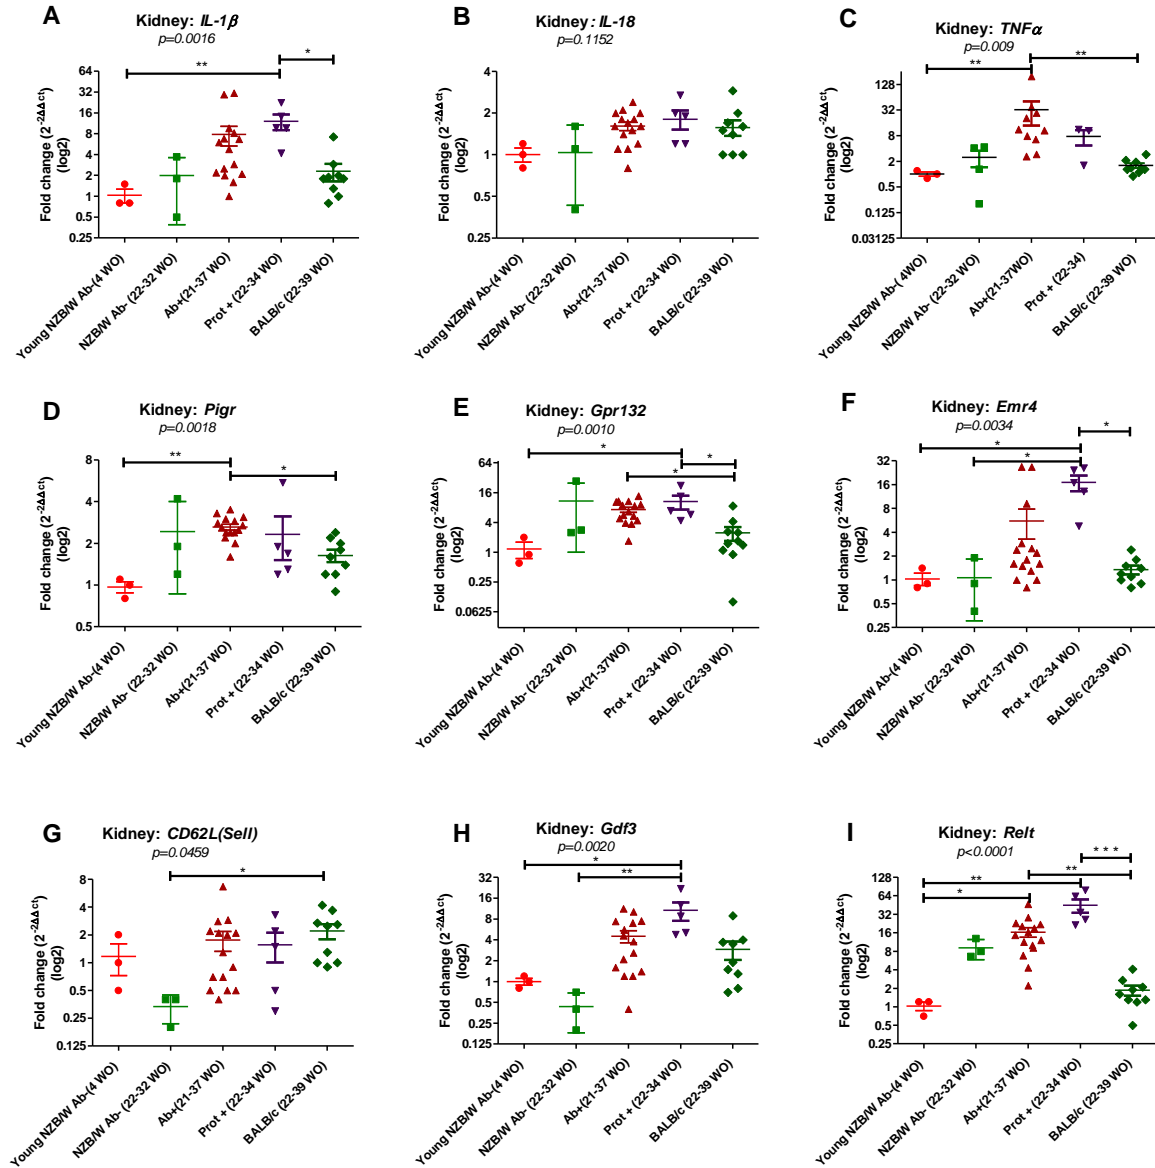 A
Kidney: IL-1β
p=0.0016
**
*
Fold change (2^-2ΔΔct)
(log2)
64
16
8
4
2
1
0.5
0.25
Young NZB/W Ab-(4 WO)
NZB/W Ab- (22-32 WO)
Ab+(21-37 WO)
Prot + (22-34 WO)
BALB/c (22-39 WO)
B
Kidney: IL-18
p=0.1152
Fold change (2^-2ΔΔct)
(log2)
4
2
1
0.5
0.25
Young NZB/W Ab-(4 WO)
NZB/W Ab- (22-32 WO)
Ab+(21-37 WO)
Prot + (22-34 WO)
BALB/c (22-39 WO)
C
Kidney: TNFα
p=0.009
**
**
Fold change (2^-2ΔΔct)
(log2)
128
32
8
2
0.5
0.125
0.03125
Young NZB/W Ab-( 4WO)
NZB/W Ab- (22-32 WO)
Ab+(21-37WO)
Prot + (22-34)
BALB/c (22-39 WO)
D
Kidney: Pigr
p=0.0018
**
*
Fold change (2^-2ΔΔct)
(log2)
8
4
2
1
0.5
Young NZB/W Ab-(4 WO)
NZB/W Ab- (22-32 WO)
Ab+(21-37 WO)
Prot + (22-34 WO)
BALB/c (22-39 WO)
E
Kidney: Gpr132
p=0.0010
*
*
*
Fold change (2^-2ΔΔct)
(log2)
64
16
4
1
0.25
0.0625
Young NZB/W Ab-(4 WO)
NZB/W Ab- (22-32 WO)
Ab+(21-37WO)
Prot + (22-34 WO)
BALB/c (22-39 WO)
F
Kidney: Emr4
p=0.0034
*
*
*
Fold change (2^-2ΔΔct)
(log2)
32
16
8
4
2
1
0.5
0.25
Young NZB/W Ab-(4 WO)
NZB/W Ab- (22-32 WO)
Ab+(21-37 WO)
Prot + (22-34 WO)
BALB/c (22-39 WO)
G
Kidney: CD62L(Sell)
p=0.0459
*
Fold change (2^-2ΔΔct)
(log2)
8
4
2
1
0.5
0.25
0.125
Young NZB/W Ab-(4 WO)
NZB/W Ab- (22-32 WO)
Ab+(21-37 WO)
Prot + (22-34 WO)
BALB/c (22-39 WO)
H
Kidney: Gdf3
p=0.0020
*
**
Fold change (2^-2ΔΔct)
(log2)
32
16
8
4
2
1
0.5
0.25
0.125
Young NZB/W Ab-(4 WO)
NZB/W Ab- (22-32 WO)
Ab+(21-37 WO)
Prot + (22-34 WO)
BALB/c (22-39 WO)
I
Kidney: Relt
p<0.0001
***
**
**
*
Fold change (2^-2ΔΔct)
(log2)
128
64
32
16
8
4
2
1
0.5
0.25
Young NZB/W Ab-(4 WO)
NZB/W Ab- (22-32 WO)
Ab+(21-37 WO)
Prot + (22-34 WO)
BALB/c (22-39 WO)